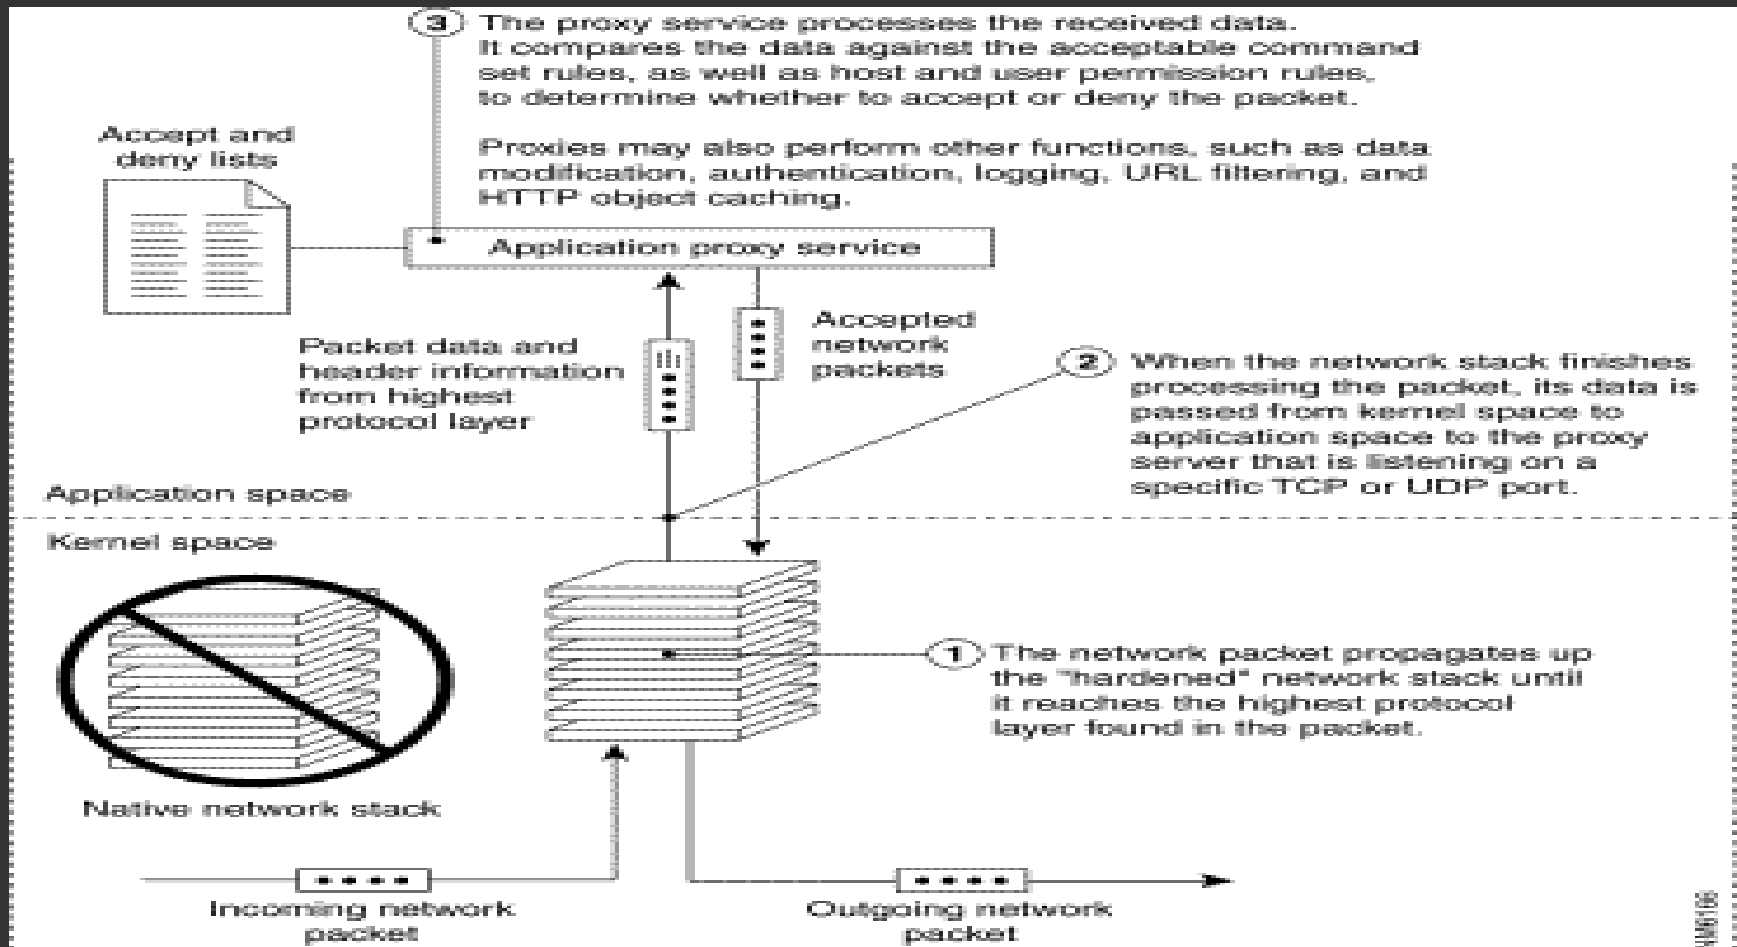 3 The proxy service processes the received data.
It compares the data against the acceptable command
set rules, as well as host and user permission rules,
to determine whether to accept or deny the packet.
Proxies may also perform other functions, such as data
modification, authentication, logging, URL filtering, and
HTTP object caching.
Accept and
deny lists
Application proxy service
Packet data and
header information
from highest
protocol layer
Accepted
network
packets
2 When the network stack finishes
processing the packet, its data is
passed from kernel space to
application space to the proxy
server that is listening on a
specific TCP or UDP port.
Application space
Kernel space
1 The network packet propagates up
the "hardened" network stack until
it reaches the highest protocol
layer found in the packet.
Native network stack
Incoming network
packet
Outgoing network
packet